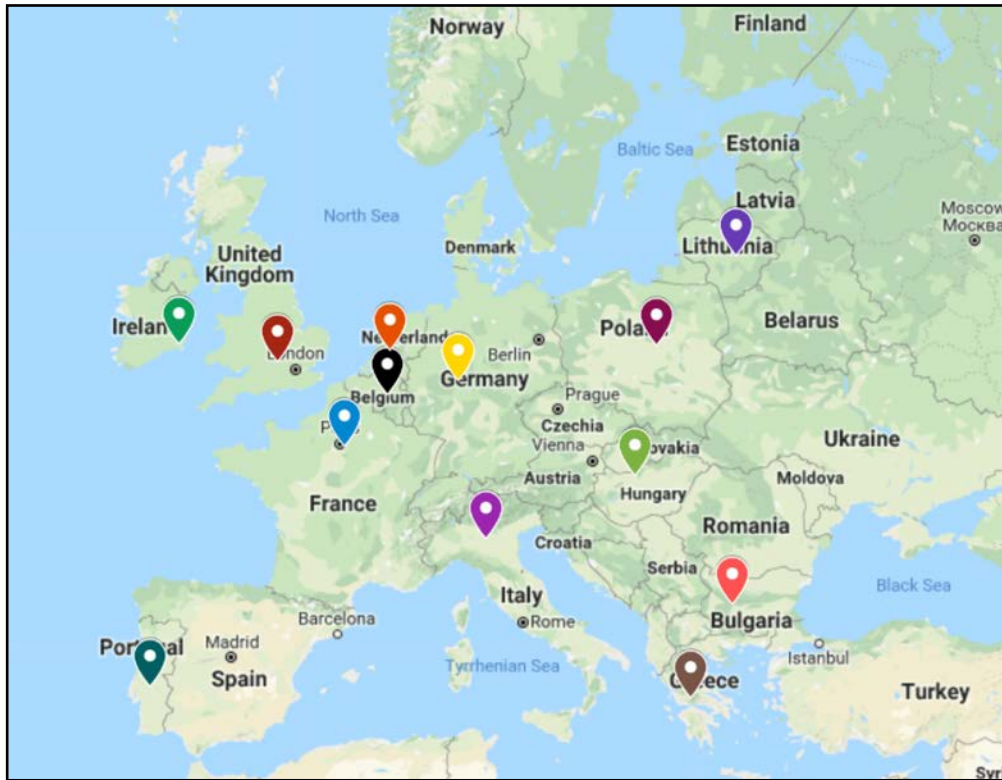 Norway
Finland
Estonia
Baltic Sea
Latvia
North Sea
Moscow
Москва
Denmark
Lithuania
United
Kingdom
Ireland
Netherland
Poland
Belarus
London
Berlin
Germany
Belgium
Prague
Czechia
Paris
Ukraine
Vienna
Slovakia
Moldova
Austria
Hungary
France
Romania
Croatia
Serbia
Black Sea
Italy
Bulgaria
Barcelona
Rome
Portugal
Madrid
Istanbul
Tyrrhenian Sea
Spain
Greece
Turkey
Syr